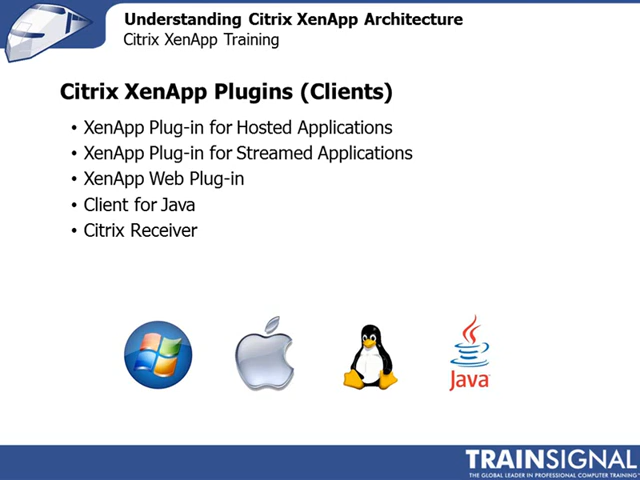 Understanding Citrix XenApp Architecture
Citrix XenApp Training
Citrix XenApp Plugins (Clients)
• XenApp Plug-in for Hosted Applications
• XenApp Plug-in for Streamed Applications
• XenApp Web Plug-in
• Client for Java
• Citrix Receiver
Java
TRAINSIGNAL
THE GLOBAL LEADER IN PROFESSIONAL COMPUTER TRAINING